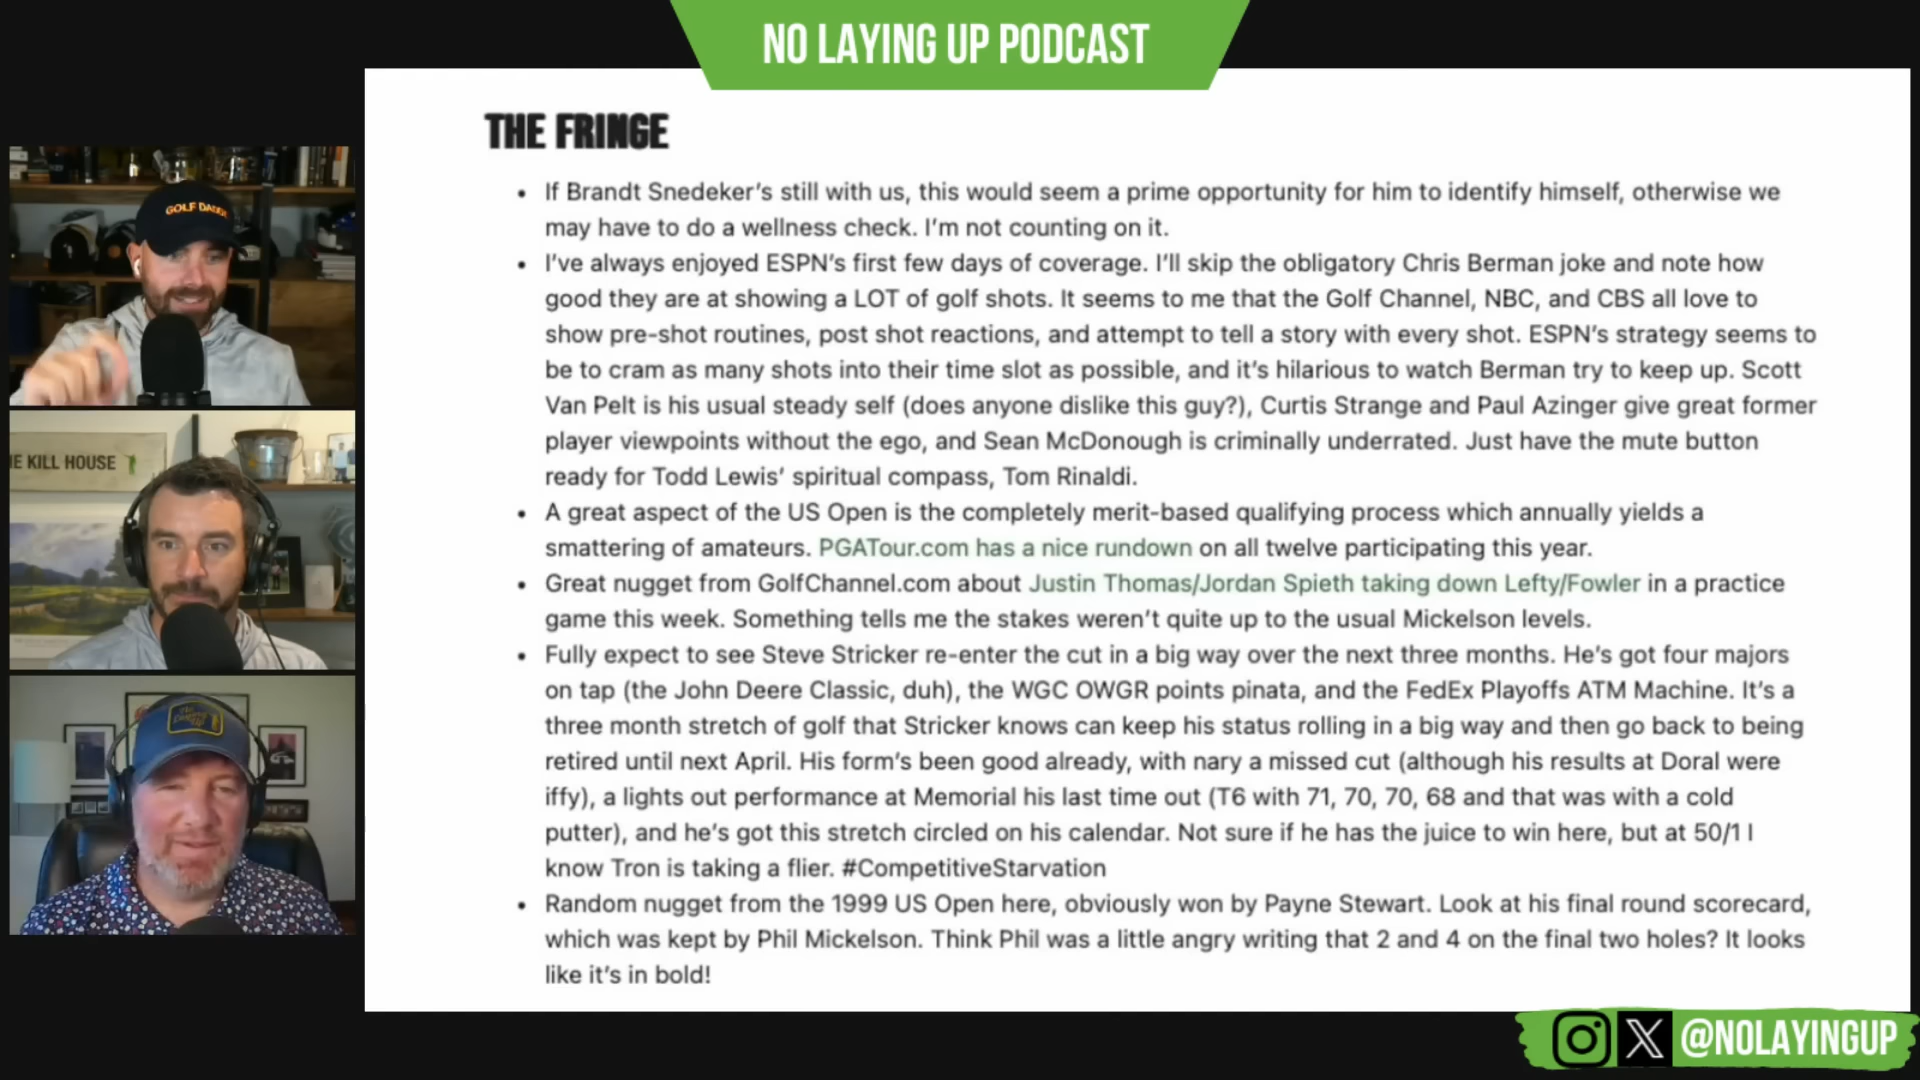 NO LAYING UP PODCAST
THE FRINGE
• If Brandt Snedeker's still with us, this would seem a prime opportunity for him to identify himself, otherwise we
may have to do a wellness check. I'm not counting on it.
• I've always enjoyed ESPN's first few days of coverage. I'll skip the obligatory Chris Berman joke and note how
good they are at showing a LOT of golf shots. It seems to me that the Golf Channel, NBC, and CBS all love to
show pre-shot routines, post shot reactions, and attempt to tell a story with every shot. ESPN's strategy seems to
be to cram as many shots into their time slot as possible, and it's hilarious to watch Berman try to keep up. Scott
Van Pelt is his usual steady self (does anyone dislike this guy?), Curtis Strange and Paul Azinger give great former
player viewpoints without the ego, and Sean McDonough is criminally underrated. Just have the mute button
ready for Todd Lewis' spiritual compass, Tom Rinaldi.
• A great aspect of the US Open is the completely merit-based qualifying process which annually yields a
smattering of amateurs. PGATour.com has a nice rundown on all twelve participating this year.
• Great nugget from GolfChannel.com about Justin Thomas/Jordan Spieth taking down Lefty/Fowler in a practice
game this week. Something tells me the stakes weren't quite up to the usual Mickelson levels.
• Fully expect to see Steve Stricker re-enter the cut in a big way over the next three months. He's got four majors
on tap (the John Deere Classic, duh), the WGC OWGR points pinata, and the FedEx Playoffs ATM Machine. It's a
three month stretch of golf that Stricker knows can keep his status rolling in a big way and then go back to being
retired until next April. His form's been good already, with nary a missed cut (although his results at Doral were
iffy), a lights out performance at Memorial his last time out (T6 with 71, 70, 70, 68 and that was with a cold
putter), and he's got this stretch circled on his calendar. Not sure if he has the juice to win here, but at 50/1 I
know Tron is taking a flier. #CompetitiveStarvation
• Random nugget from the 1999 US Open here, obviously won by Payne Stewart. Look at his final round scorecard,
which was kept by Phil Mickelson. Think Phil was a little angry writing that 2 and 4 on the final two holes? It looks
like it's in bold!
GOLF
KILL HOUSE
@NOLAYINGUP